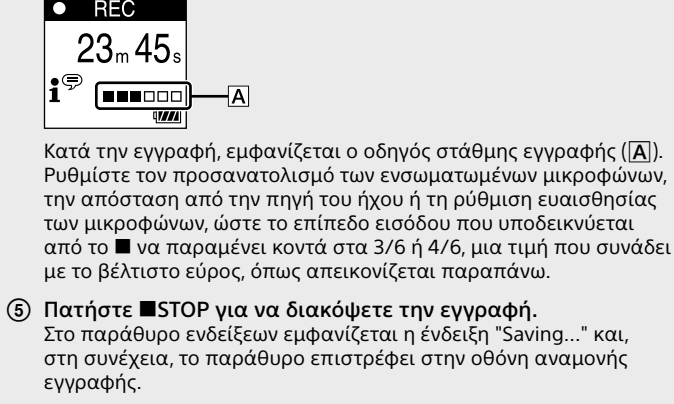 ● REC
23m 45s
i
■■■□□□ A
Κατά την εγγραφή, εμφανίζεται ο οδηγός στάθμης εγγραφής (A).
Ρυθμίστε τον προσανατολισμό των ενσωματωμένων μικροφώνων,
την απόσταση από την πηγή του ήχου ή τη ρύθμιση ευαισθησίας
των μικροφώνων, ώστε το επίπεδο εισόδου που υποδεικνύεται
από το ■ να παραμένει κοντά στα 3/6 ή 4/6, μια τιμή που συνάδει
με το βέλτιστο εύρος, όπως απεικονίζεται παραπάνω.
⑤ Πατήστε ■STOP για να διακόψετε την εγγραφή.
Στο παράθυρο ενδείξεων εμφανίζεται η ένδειξη "Saving..." και,
στη συνέχεια, το παράθυρο επιστρέφει στην οθόνη αναμονής
εγγραφής.